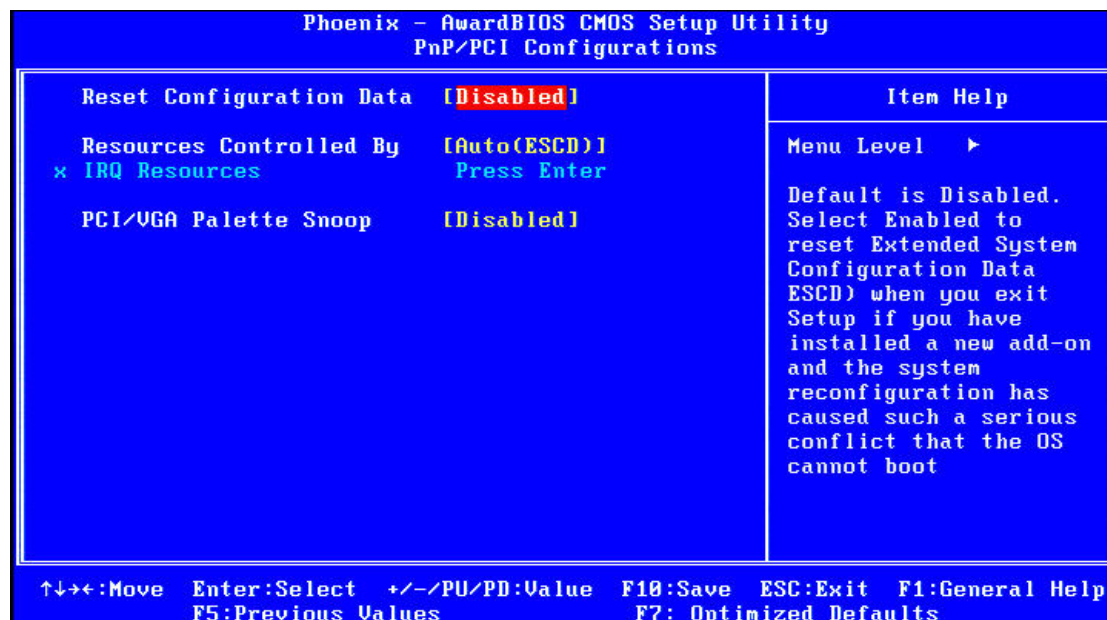 Phoenix - AwardBIOS CMOS Setup Utility
PnP/PCI Configurations
Reset Configuration Data [Disabled]
Resources Controlled By [Auto(ESCD)]
x IRQ Resources Press Enter
PCI/VGA Palette Snoop [Disabled]
Item Help
Menu Level ►
Default is Disabled.
Select Enabled to
reset Extended System
Configuration Data
ESCD) when you exit
Setup if you have
installed a new add-on
and the system
reconfiguration has
caused such a serious
conflict that the OS
cannot boot
↑↓→←:Move Enter:Select +/-/PU/PD:Value F10:Save ESC:Exit F1:General Help
F5:Previous Values F7: Optimized Defaults